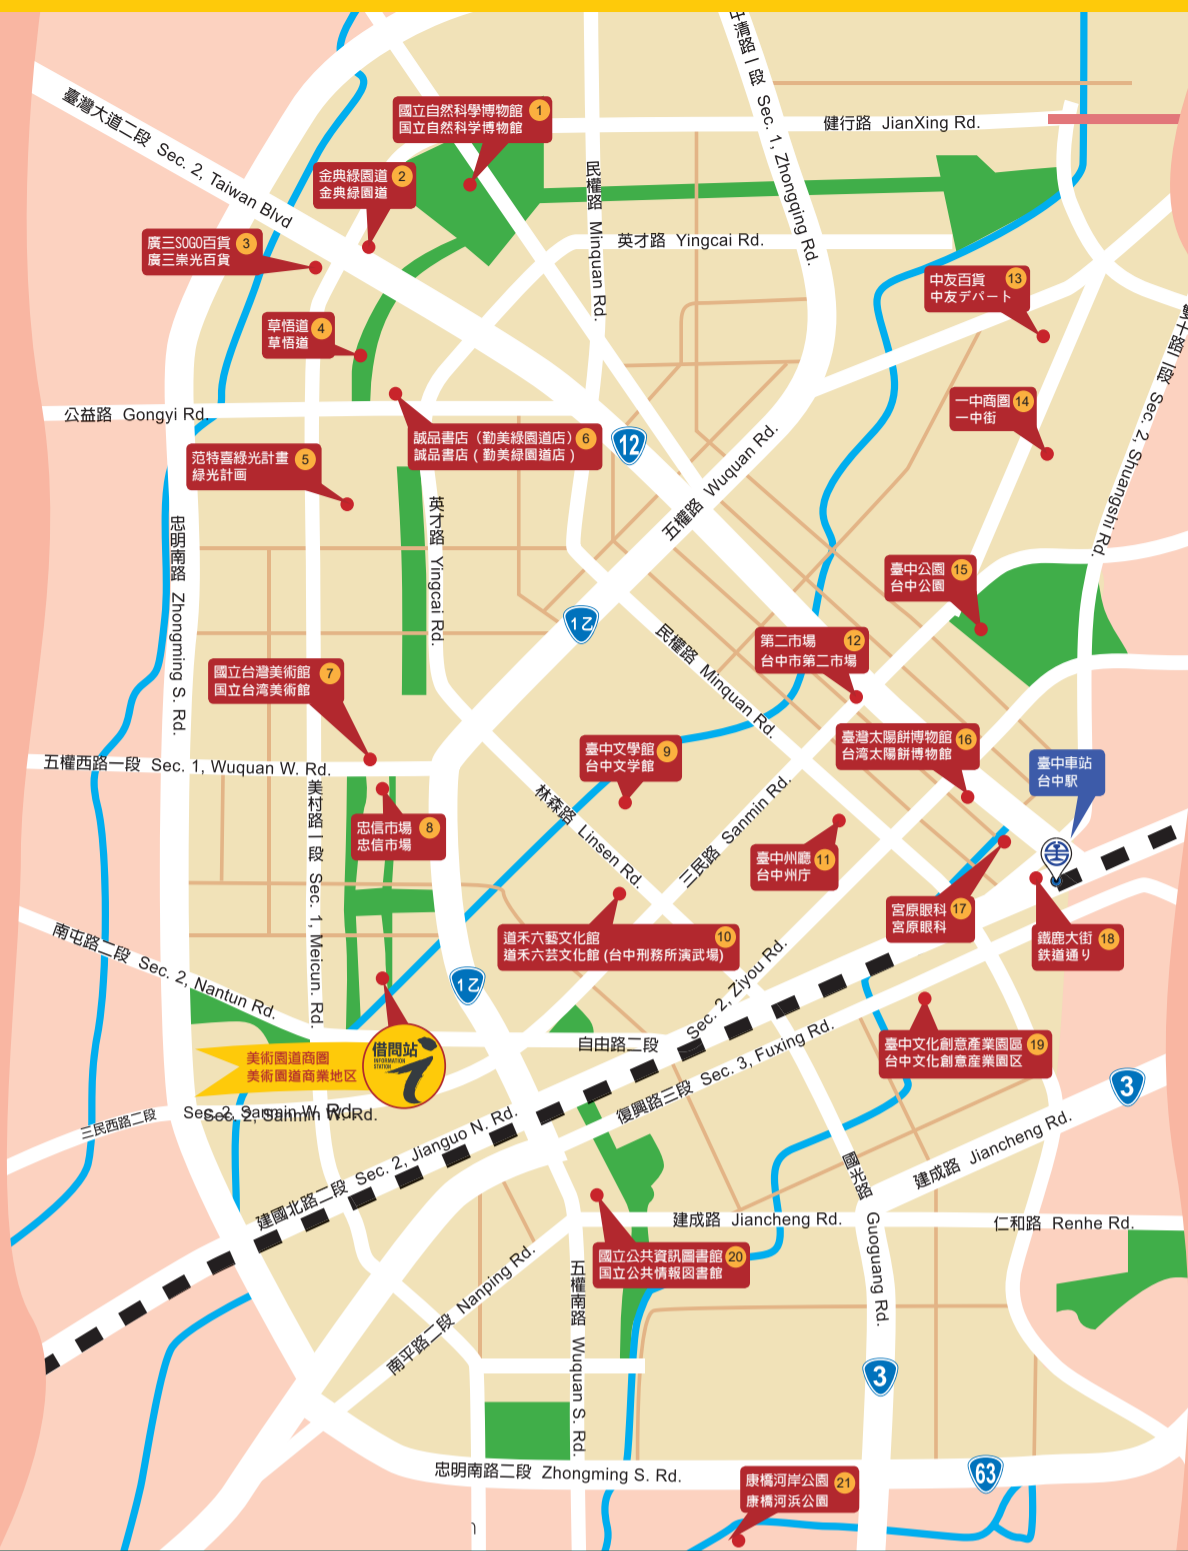 中清路一段 Sec. 1, Zhongqing Rd.
臺灣大道二段 Sec. 2, Taiwan Blvd
國立自然科學博物館 1
国立自然科学博物館
健行路 JianXing Rd.
民權路 Minquan Rd.
金典綠園道 2
金典緑園道
廣三SOGO百貨 3
廣三崇光百貨
英才路 Yingcai Rd.
中友百貨 13
中友デパート
草悟道 4
草悟道
Sec. 2, Shuangshi Rd.
公益路 Gongyi Rd.
一中商圈 14
一中街
誠品書店（勤美綠園道店） 6
誠品書店 ( 勤美緑園道店 )
12
范特喜綠光計畫 5
緑光計画
五權路 Wuquan Rd.
忠明南路 Zhongming S. Rd.
英才路 Yingcai Rd.
臺中公園 15
台中公園
1乙
民權路 Minquan Rd.
第二市場 12
台中市第二市場
國立台灣美術館 7
国立台湾美術館
臺灣太陽餅博物館 16
台湾太陽餅博物館
臺中文學館 9
台中文学館
臺中車站
台中駅
五權西路一段 Sec. 1, Wuquan W. Rd.
美村路一段 Sec. 1, Meicun. Rd.
林森路 Linsen Rd.
三民路 Sanmin Rd.
忠信市場 8
忠信市場
臺中州廳 11
台中州庁
宮原眼科 17
宮原眼科
南屯路二段 Sec. 2, Nantun Rd.
道禾六藝文化館 10
道禾六芸文化館 (台中刑務所演武場)
鐵鹿大街 18
鉄道通り
1乙
自由路二段 Sec. 2, Ziyou Rd.
臺中文化創意產業園區 19
台中文化創意産業園区
美術園道商圈
美術園道商業地区
借問站
INFORMATION
STATION
復興路三段 Sec. 3, Fuxing Rd.
3
三民西路二段 Sec. 2, Sanmin W. Rd.
Sec. 2, Sanmin W. Rd.
建國北路二段 Sec. 2, Jianguo N. Rd.
建成路 Jiancheng Rd.
國光路 Guoguang Rd.
建成路 Jiancheng Rd.
仁和路 Renhe Rd.
國立公共資訊圖書館 20
国立公共情報図書館
南平路二段 Nanping Rd.
五權南路 Wuquan S. Rd.
3
忠明南路二段 Zhongming S. Rd.
63
康橋河岸公園 21
康橋河浜公園